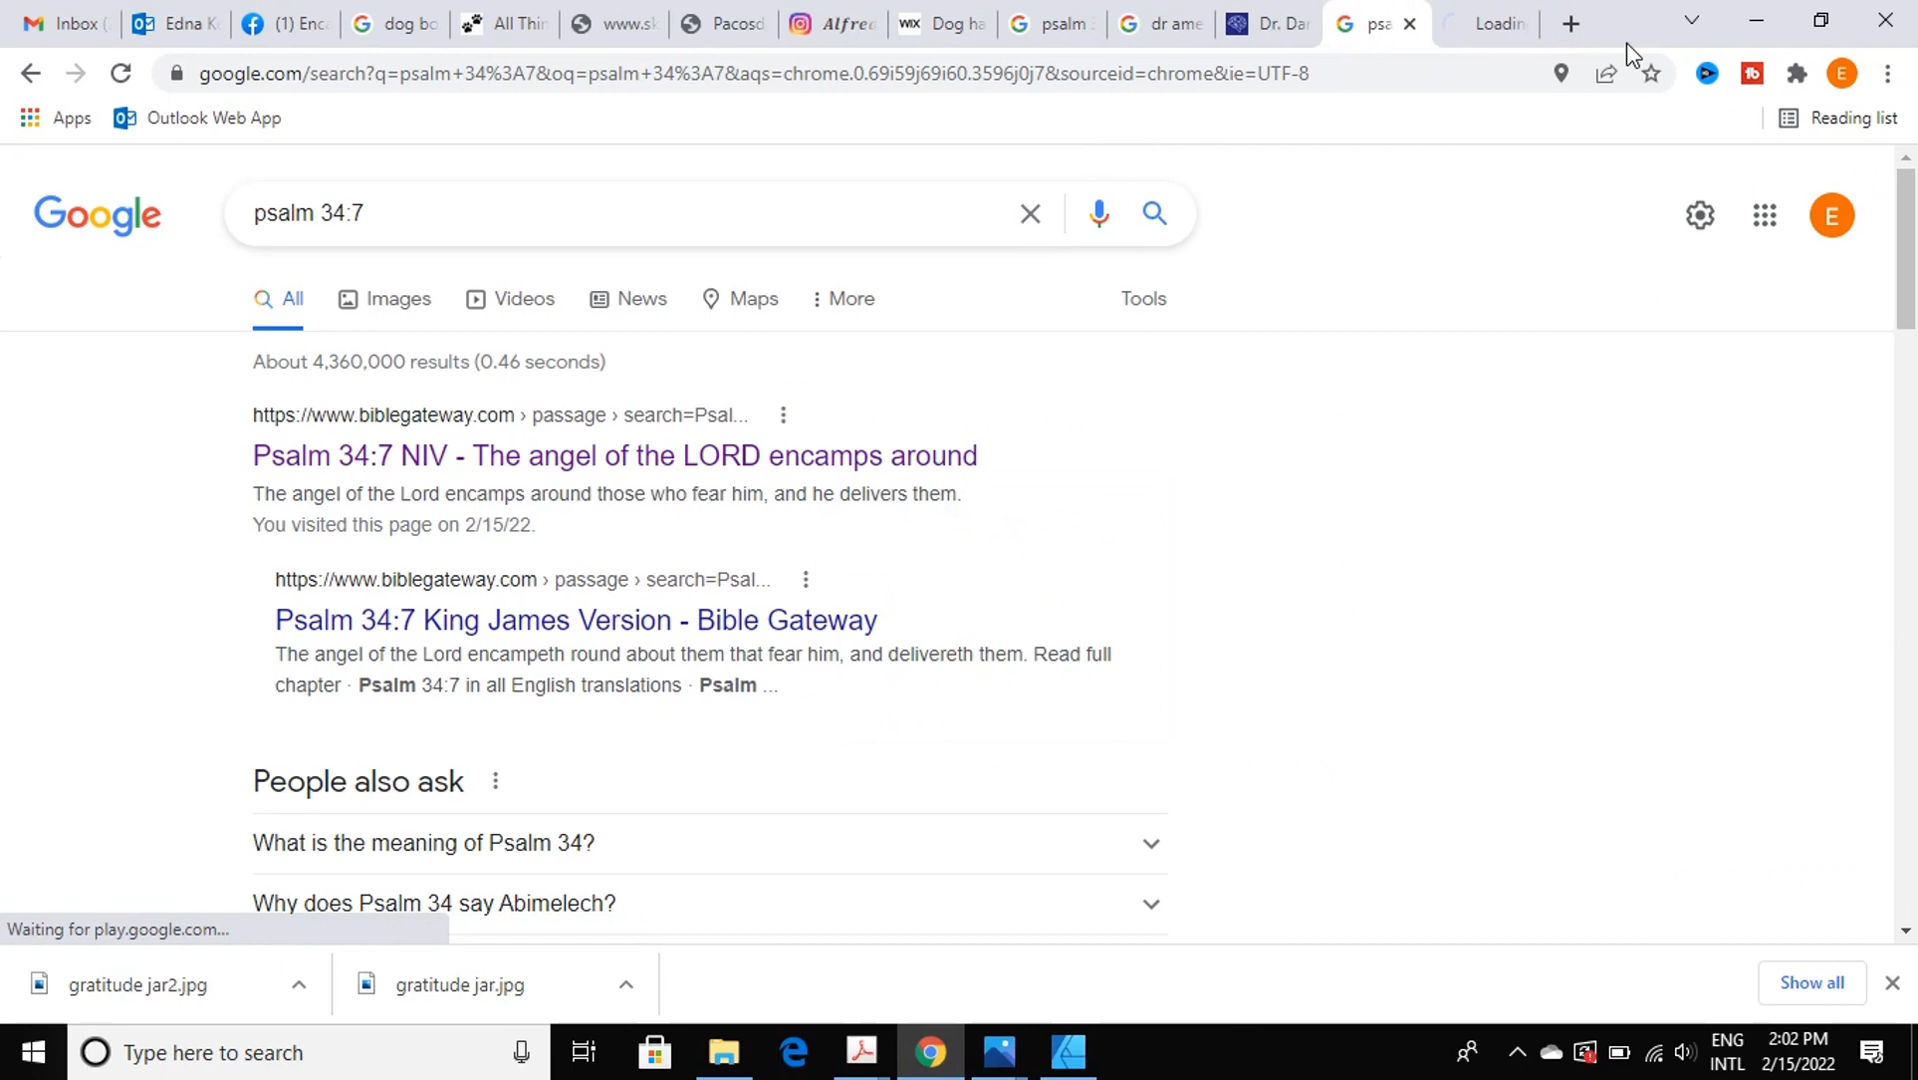 Inbox (
Edna K
(1) Enca
dog bo
All Thin
www.sk
Pacosd
Alfred
WIX
Dog ha
psalm 3
dr ame
Dr. Dan
psa
Loadin
google.com/search?q=psalm+34%3A7&oq=psalm+34%3A7&aqs=chrome.0.69i59j69i60.3596j0j7&sourceid=chrome&ie=UTF-8
E
Apps
Outlook Web App
Reading list
Google
psalm 34:7
E
All
Images
Videos
News
Maps
More
Tools
About 4,360,000 results (0.46 seconds)
https://www.biblegateway.com › passage › search=Psal...
Psalm 34:7 NIV - The angel of the LORD encamps around
The angel of the Lord encamps around those who fear him, and he delivers them.
You visited this page on 2/15/22.
https://www.biblegateway.com › passage › search=Psal...
Psalm 34:7 King James Version - Bible Gateway
The angel of the Lord encampeth round about them that fear him, and delivereth them. Read full
chapter · Psalm 34:7 in all English translations · Psalm ...
People also ask
What is the meaning of Psalm 34?
Why does Psalm 34 say Abimelech?
Waiting for play.google.com...
gratitude jar2.jpg
gratitude jar.jpg
Show all
Type here to search
ENG
INTL
2:02 PM
2/15/2022